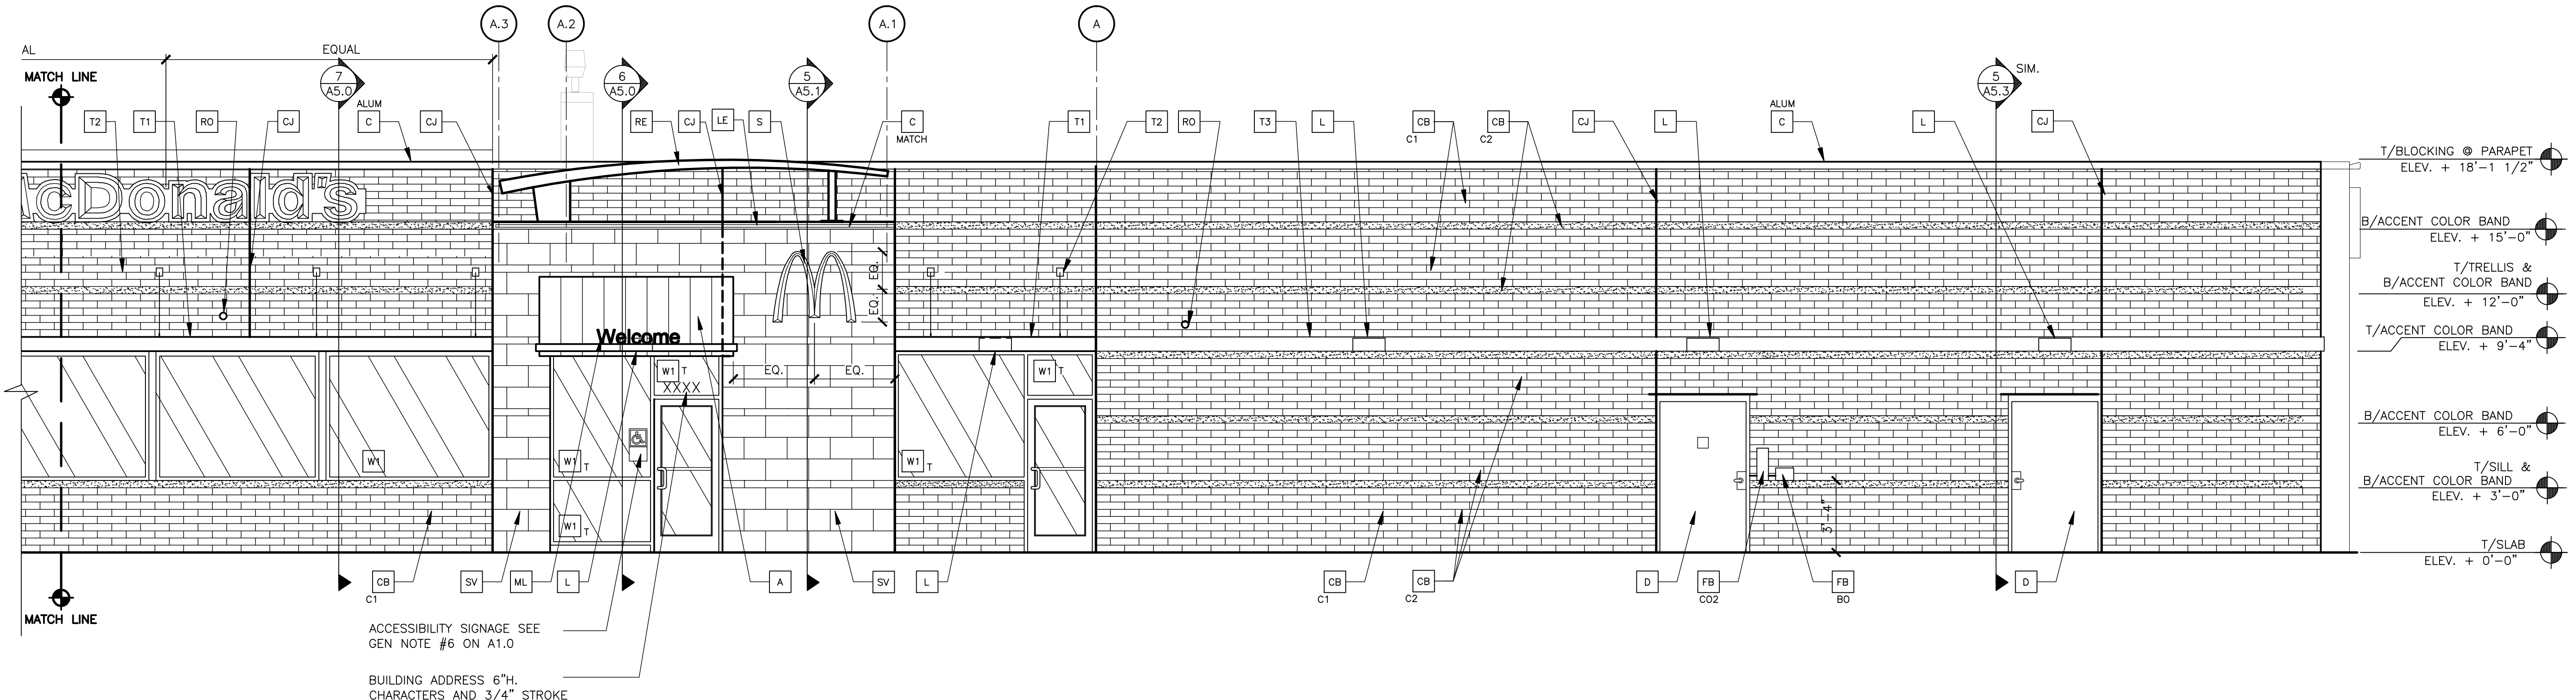 A.3
A.2
A.1
A
AL
EQUAL
MATCH LINE
7
A5.0
6
A5.0
5
A5.1
5
A5.3
SIM.
T2
T1
RO
CJ
ALUM
C
CJ
RE
CJ
LE
S
C
MATCH
T1
T2
RO
T3
L
CB
C1
CB
C2
CJ
L
ALUM
C
L
CJ
T/BLOCKING @ PARAPET
ELEV. + 18'-1 1/2"
McDonald's
B/ACCENT COLOR BAND
ELEV. + 15'-0"
EQ.
EQ.
T/TRELLIS &
B/ACCENT COLOR BAND
ELEV. + 12'-0"
Welcome
T/ACCENT COLOR BAND
ELEV. + 9'-4"
W1 T
XXXX
EQ.
EQ.
W1 T
B/ACCENT COLOR BAND
ELEV. + 6'-0"
W1
W1 T
W1 T
T/SILL &
B/ACCENT COLOR BAND
ELEV. + 3'-0"
W1 T
3'-4"
T/SLAB
ELEV. + 0'-0"
CB
C1
SV
ML
L
A
SV
L
CB
C1
CB
C2
D
FB
CO2
FB
BO
D
MATCH LINE
ACCESSIBILITY SIGNAGE SEE
GEN NOTE #6 ON A1.0
BUILDING ADDRESS 6"H.
CHARACTERS AND 3/4" STROKE